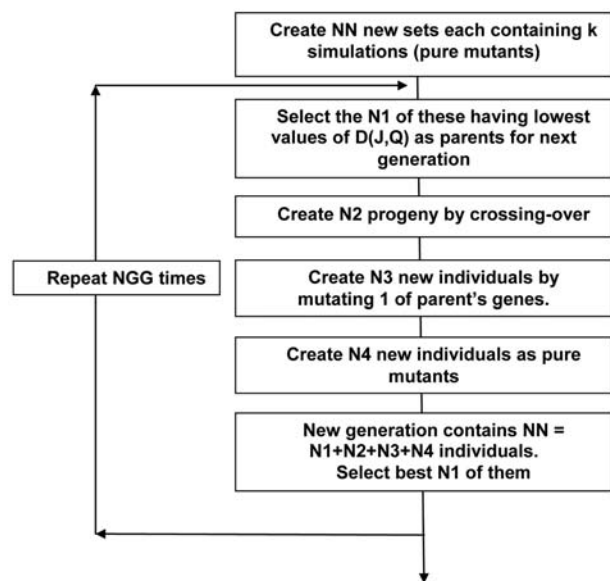 Create NN new sets each containing k
simulations (pure mutants)
Select the N1 of these having lowest
values of D(J,Q) as parents for next
generation
Create N2 progeny by crossing-over
Repeat NGG times
Create N3 new individuals by
mutating 1 of parent's genes.
Create N4 new individuals as pure
mutants
New generation contains NN =
N1+N2+N3+N4 individuals.
Select best N1 of them